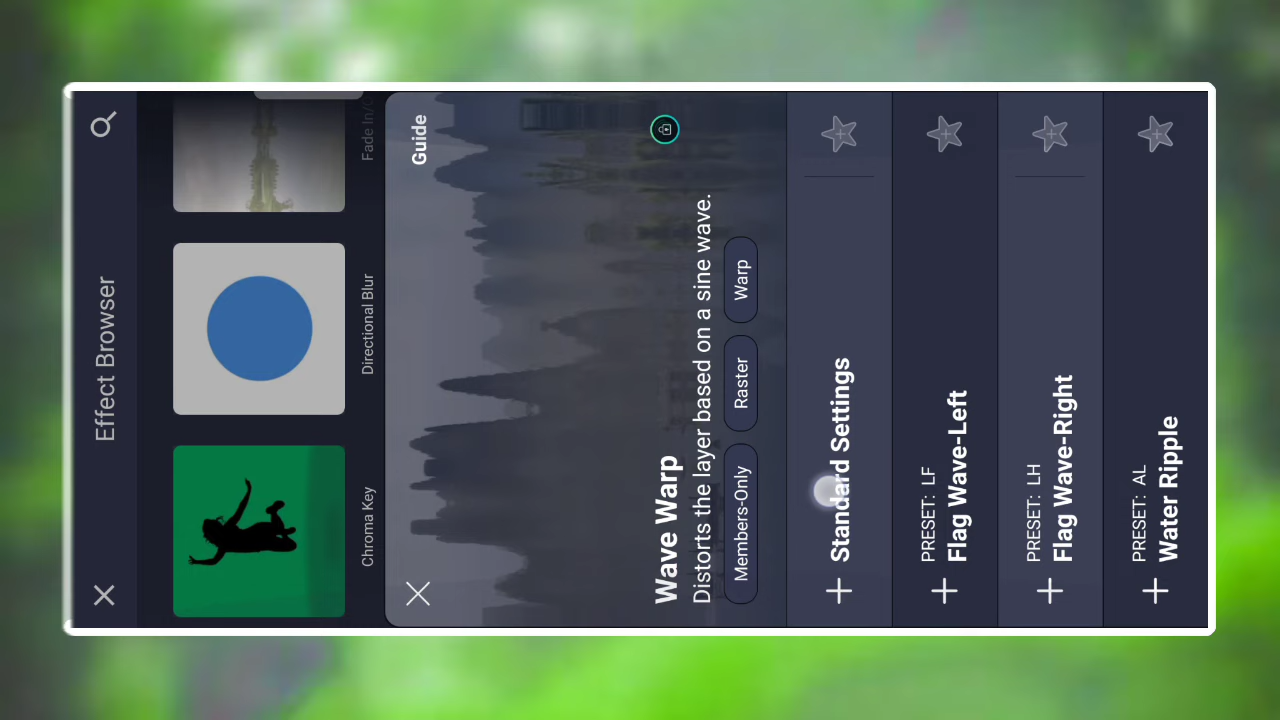 Effect Browser
Chroma Key
Directional Blur
Fade In/O
Guide
Wave Warp
Distorts the layer based on a sine wave.
Members-Only
Raster
Warp
Standard Settings
PRESET: LF
Flag Wave-Left
PRESET: LH
Flag Wave-Right
PRESET: AL
Water Ripple